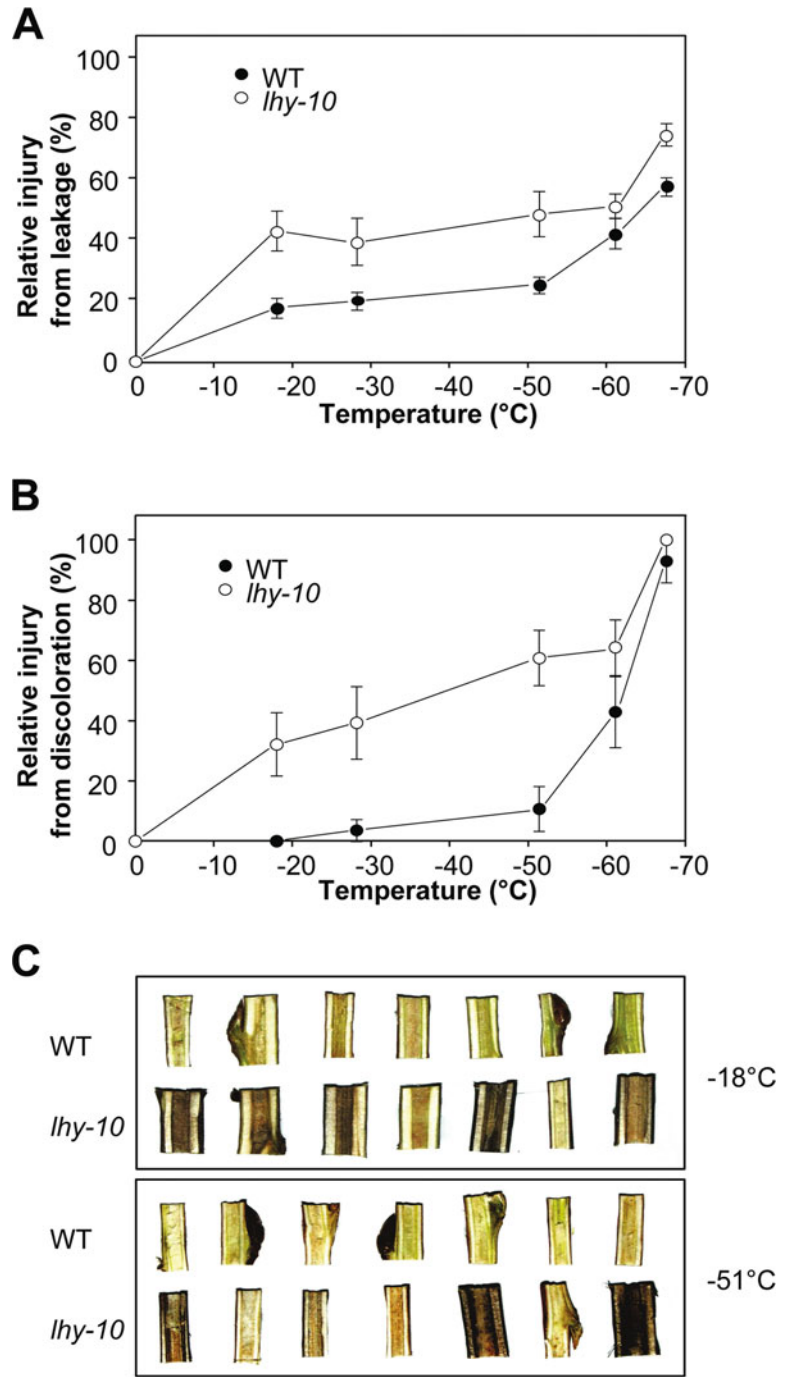 A
Relative injury
from leakage (%)
100
80
60
40
20
0
WT
lhy-10
0 -10 -20 -30 -40 -50 -60 -70
Temperature (°C)
B
Relative injury
from discoloration (%)
100
80
60
40
20
0
WT
lhy-10
0 -10 -20 -30 -40 -50 -60 -70
Temperature (°C)
C
WT
lhy-10
-18°C
WT
lhy-10
-51°C